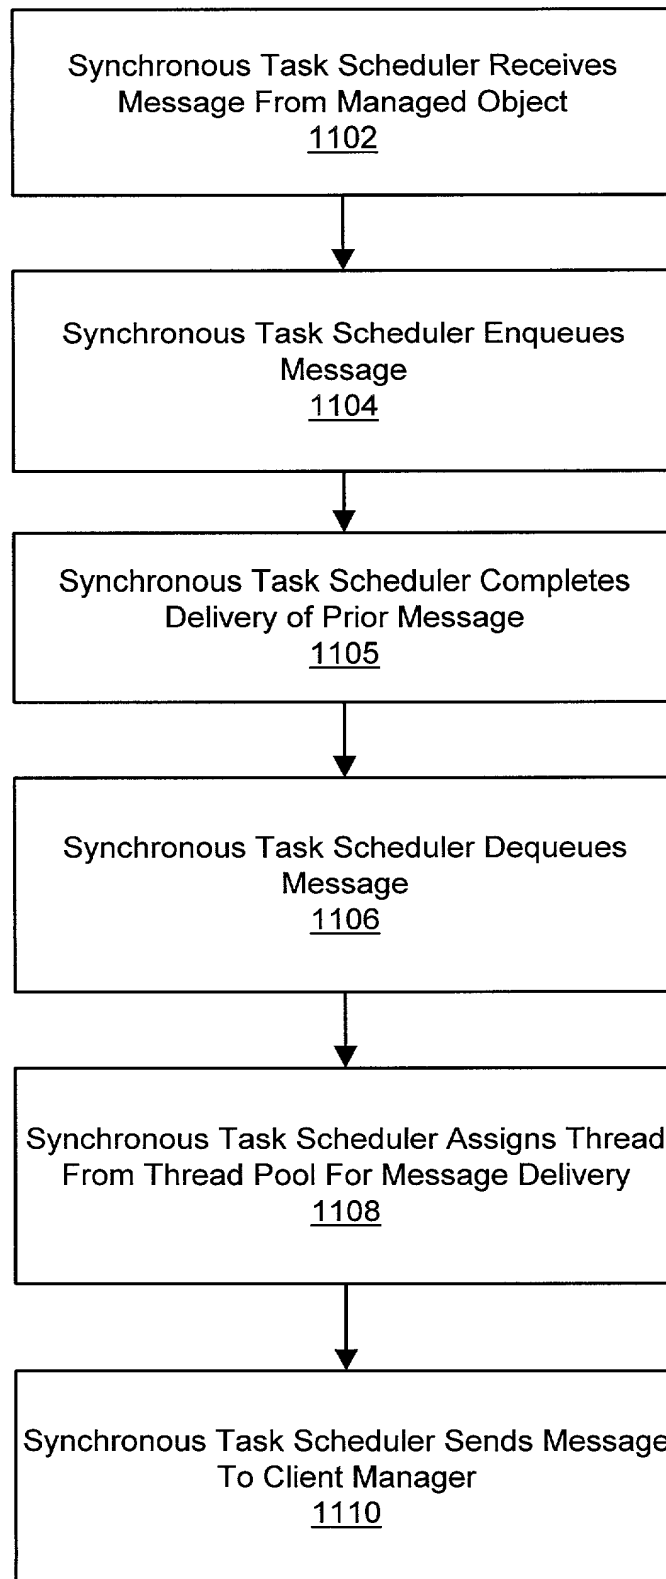 Synchronous Task Scheduler Receives
Message From Managed Object
1102
Synchronous Task Scheduler Enqueues
Message
1104
Synchronous Task Scheduler Completes
Delivery of Prior Message
1105
Synchronous Task Scheduler Dequeues
Message
1106
Synchronous Task Scheduler Assigns Thread
From Thread Pool For Message Delivery
1108
Synchronous Task Scheduler Sends Message
To Client Manager
1110